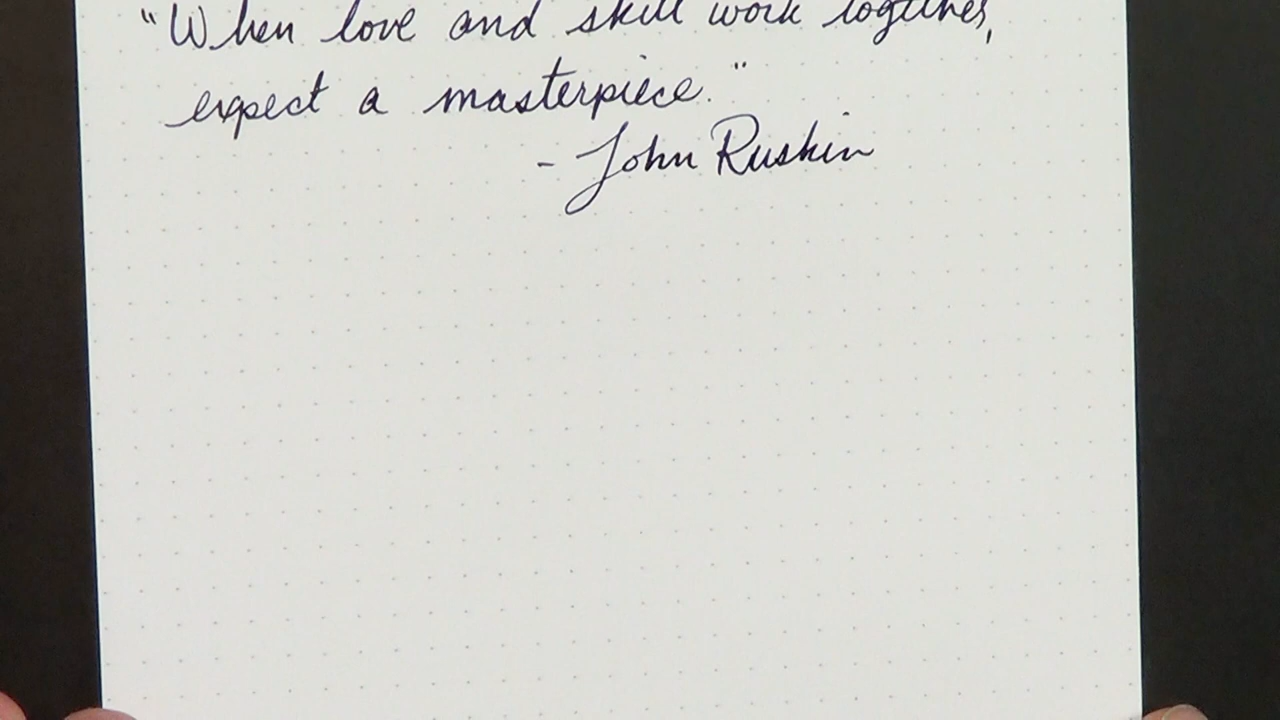 "When love and skill work together,
expect a masterpiece."
- John Ruskin